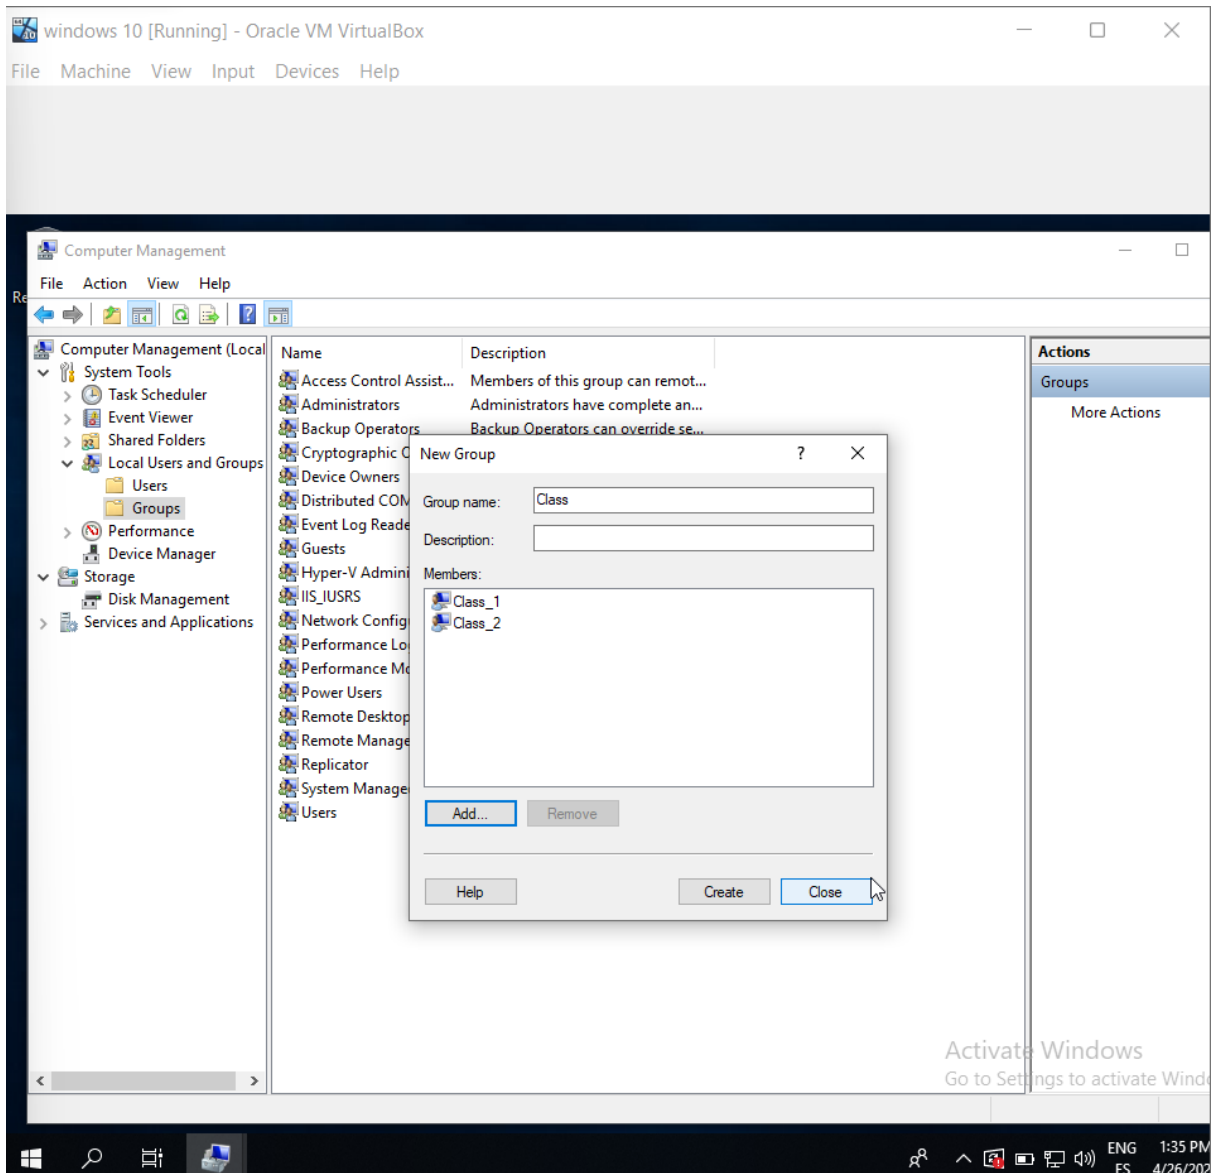 windows 10 [Running] - Oracle VM VirtualBox
File Machine View Input Devices Help
Computer Management
File Action View Help
Computer Management (Local
System Tools
Task Scheduler
Event Viewer
Shared Folders
Local Users and Groups
Users
Groups
Performance
Device Manager
Storage
Disk Management
Services and Applications
Name Description
Access Control Assist... Members of this group can remot...
Administrators Administrators have complete an...
Backup Operators Backup Operators can override se...
Cryptographic
Device Owners
Distributed COM
Event Log Reade
Guests
Hyper-V Admini
IIS_IUSRS
Network Config
Performance Lo
Performance Mo
Power Users
Remote Desktop
Remote Manage
Replicator
System Manage
Users
New Group ?
Group name: Class
Description:
Members:
Class_1
Class_2
Add... Remove
Help Create Close
Actions
Groups
More Actions
Activate Windows
Go to Settings to activate Wind
ENG 1:35 PM
ES 4/26/202